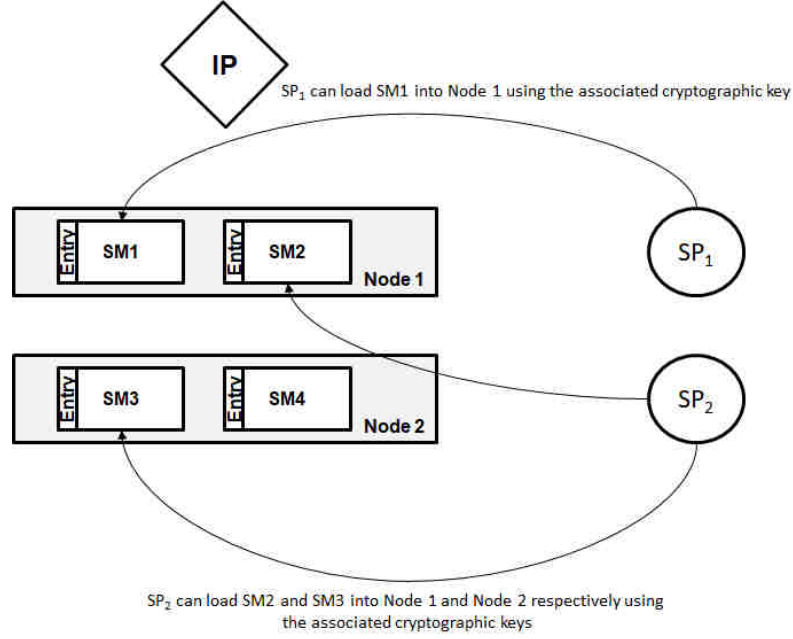 IP
SP₁ can load SM1 into Node 1 using the associated cryptographic key
Entry
SM1
Entry
SM2
Node 1
SP₁
Entry
SM3
Entry
SM4
Node 2
SP₂
SP₂ can load SM2 and SM3 into Node 1 and Node 2 respectively using
the associated cryptographic keys